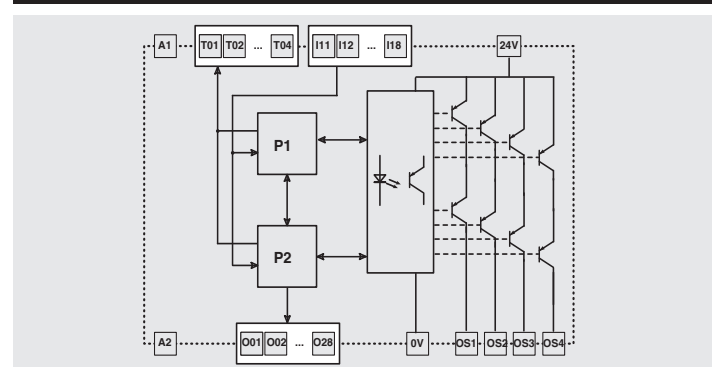 A1 T01 T02 ... T04 I11 I12 ... I18 24V
P1
P2
A2 O01 O02 ... O28 0V OS1 OS2 OS3 OS4